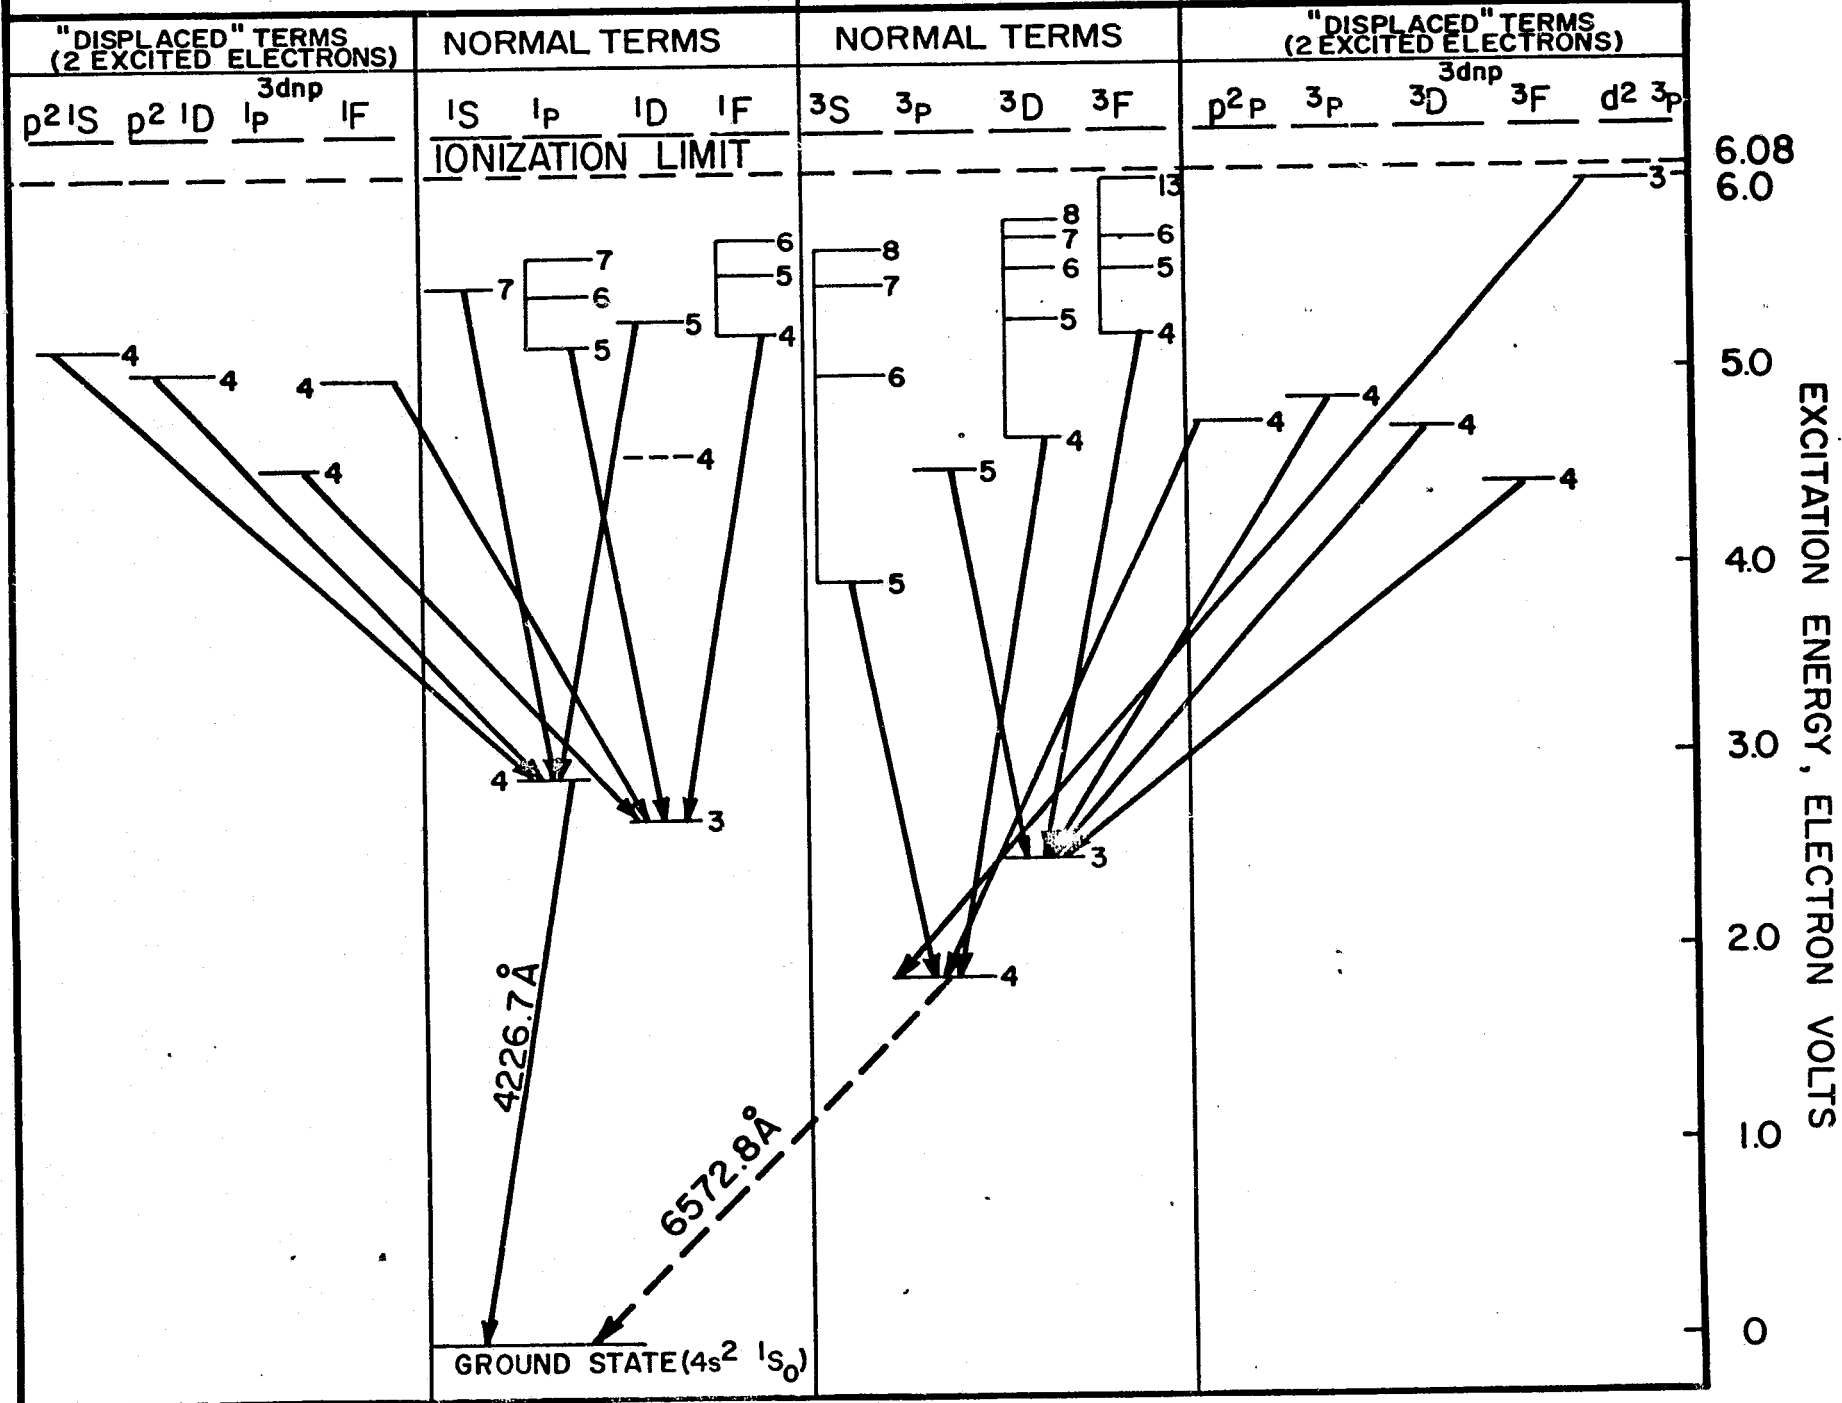 "DISPLACED" TERMS
(2 EXCITED ELECTRONS)
NORMAL TERMS
NORMAL TERMS
"DISPLACED" TERMS
(2 EXCITED ELECTRONS)
3dnp
3dnp
p² ¹S p² ¹D ¹P ¹F
¹S ¹P ¹D ¹F
³S ³P ³D ³F
p² P ³P ³D ³F d² ³P
IONIZATION LIMIT
6.08
6.0
5.0
4.0
3.0
2.0
1.0
0
EXCITATION ENERGY, ELECTRON VOLTS
4 4 4 4
7
7
6
5
5
4
6
5
4
4
3
8
7
6
5
5
4
8
7
6
5
4
3
13
6
5
4
4 4 4 4 3
4226.7Å
6572.8Å
GROUND STATE (4s² ¹S₀)